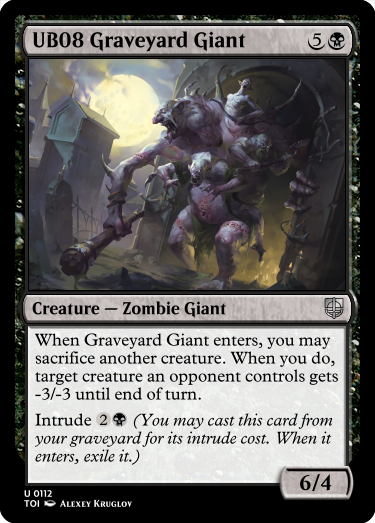 UB08 Graveyard Giant 5
Creature — Zombie Giant
When Graveyard Giant enters, you may
sacrifice another creature. When you do,
target creature an opponent controls gets
-3/-3 until end of turn.
Intrude 2 (You may cast this card from
your graveyard for its intrude cost. When it
enters, exile it.)
6/4
U 0112
TOI Alexey Kruglov